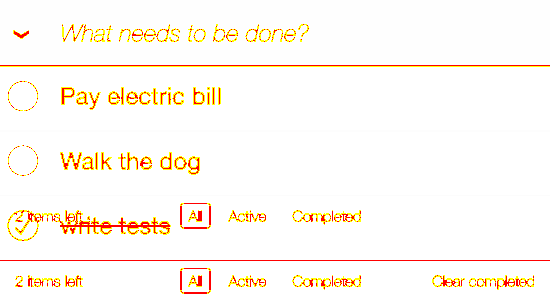 What needs to be done?
Pay electric bill
Walk the dog
2 items left All Active Completed
Write tests
2 items left All Active Completed Clear completed